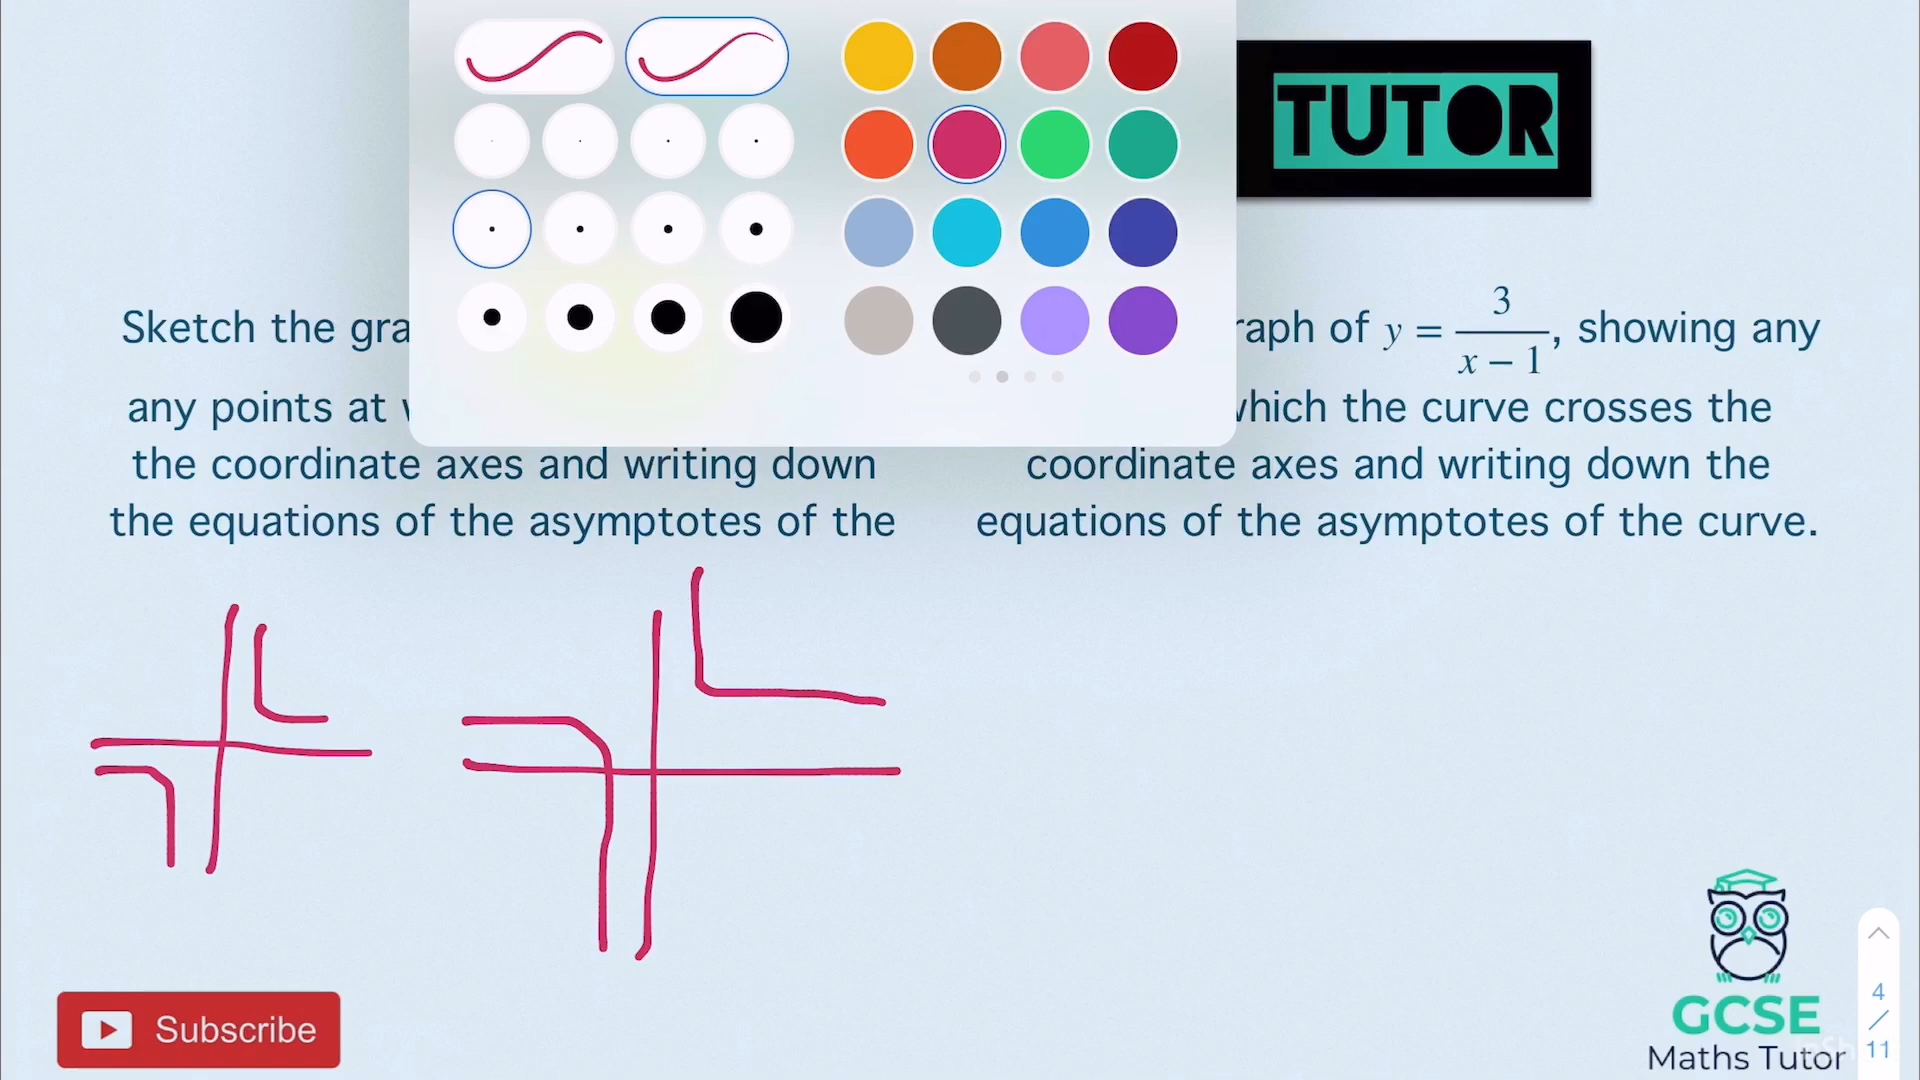 TUTOR
Sketch the gra
any points at
the coordinate axes and writing down
the equations of the asymptotes of the
raph of y = 3/(x − 1), showing any
which the curve crosses the
coordinate axes and writing down the
equations of the asymptotes of the curve.
Subscribe
GCSE
Maths Tutor
4
/
11